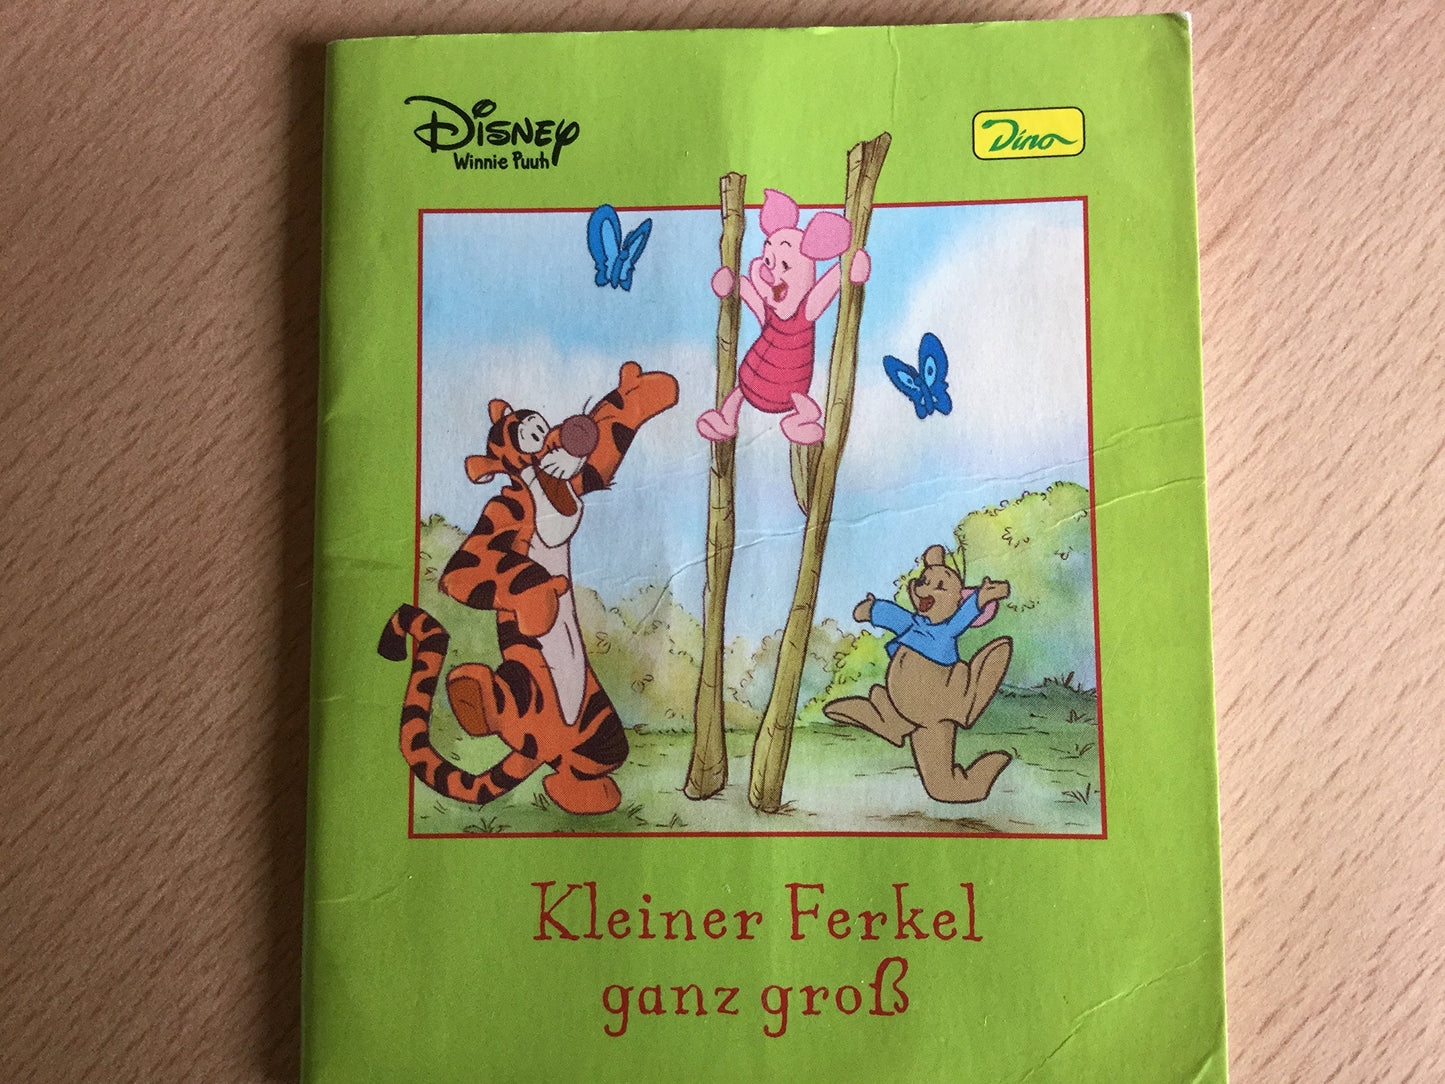 Disney
Winnie Puuh
Dino
Kleiner Ferkel
ganz groß